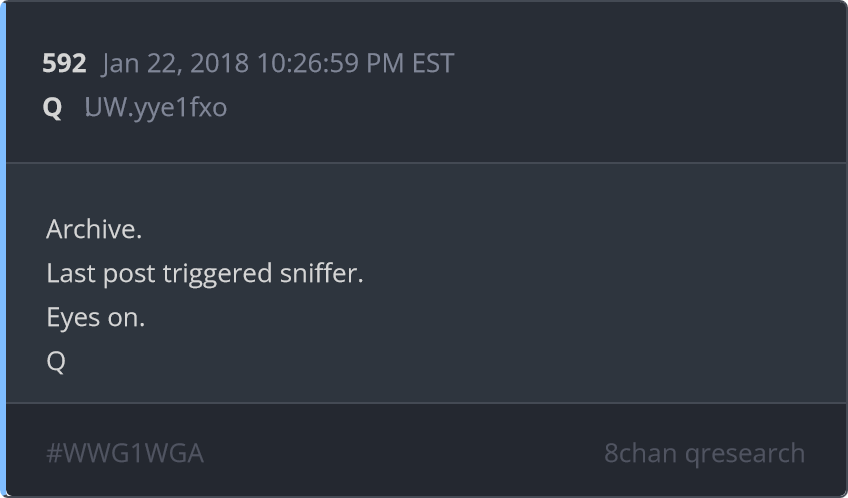 592 Jan 22, 2018 10:26:59 PM EST
Q UW.yye1fxo
Archive.
Last post triggered sniffer.
Eyes on.
Q
#WWG1WGA 8chan qresearch